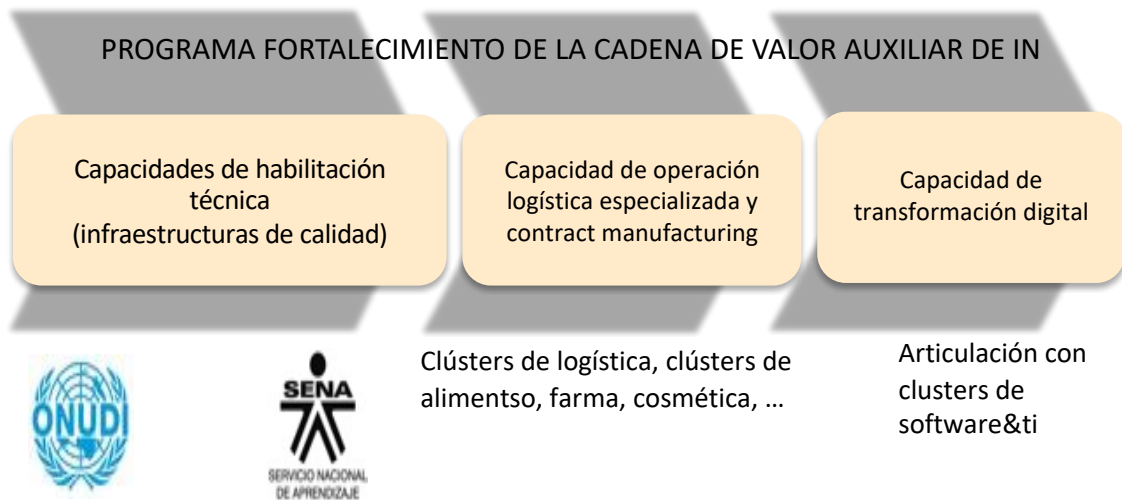 PROGRAMA FORTALECIMIENTO DE LA CADENA DE VALOR AUXILIAR DE IN
Capacidades de habilitación
técnica
(infraestructuras de calidad)
Capacidad de operación
logística especializada y
contract manufacturing
Capacidad de
transformación digital
ONUDI
SENA
SERVICIO NACIONAL
DE APRENDIZAJE
Clústers de logística, clústers de
alimentso, farma, cosmética, …
Articulación con
clusters de
software&ti